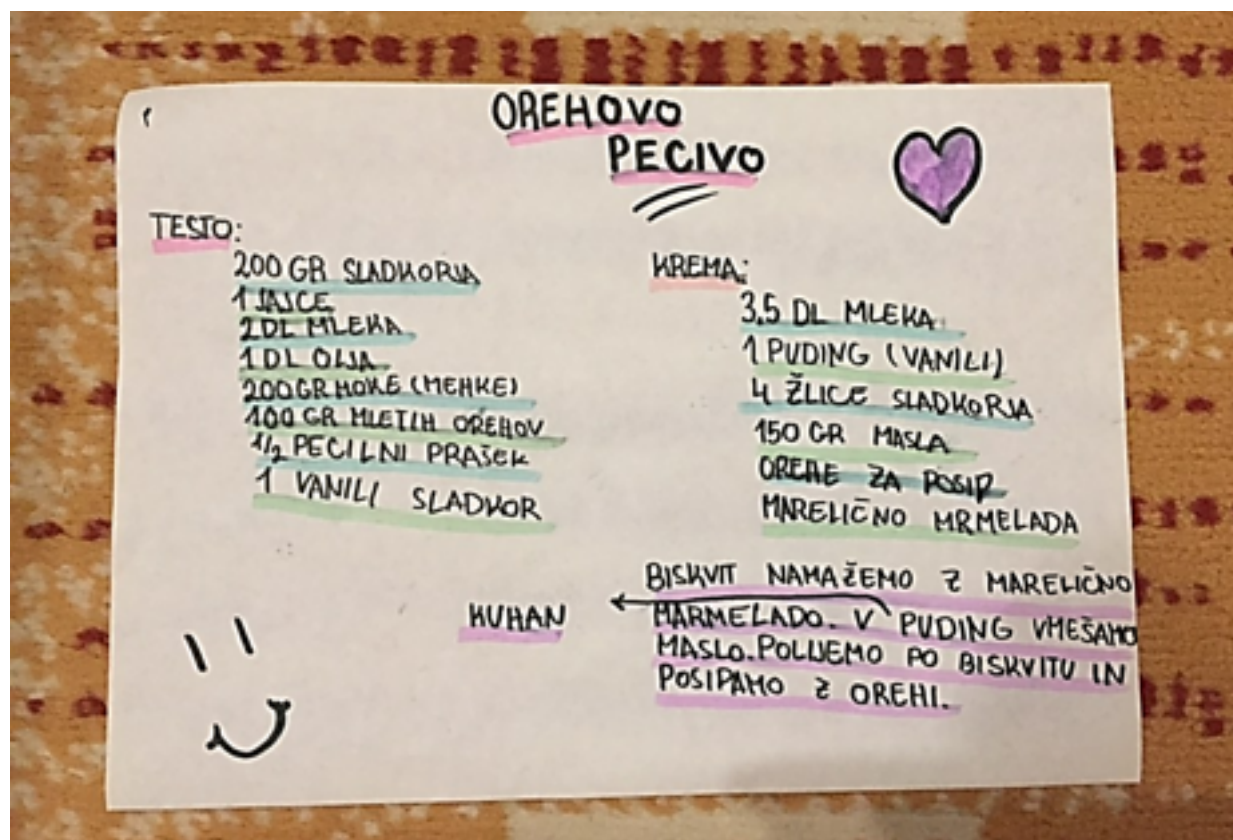 OREHOVO
PECIVO
TESTO:
200 GR SLADKORJA
1 JAJCE
2 DL MLEKA
1 DL OLJA
200 GR MOKE (MEHKE)
100 GR MLETIH OREHOV
1/2 PECILNI PRAŠEK
1 VANILI SLADKOR
KREMA:
3,5 DL MLEKA
1 PUDING (VANILI)
4 ŽLICE SLADKORJA
150 GR MASLA
OREHE ZA POSIP
MARELIČNO MRMELADA
BISKVIT NAMAŽEMO Z MARELIČNO
MARMELADO. V PUDING VMEŠAMO
MASLO. POLIJEMO PO BISKVITU IN
POSIPAMO Z OREHI.
KUHAN